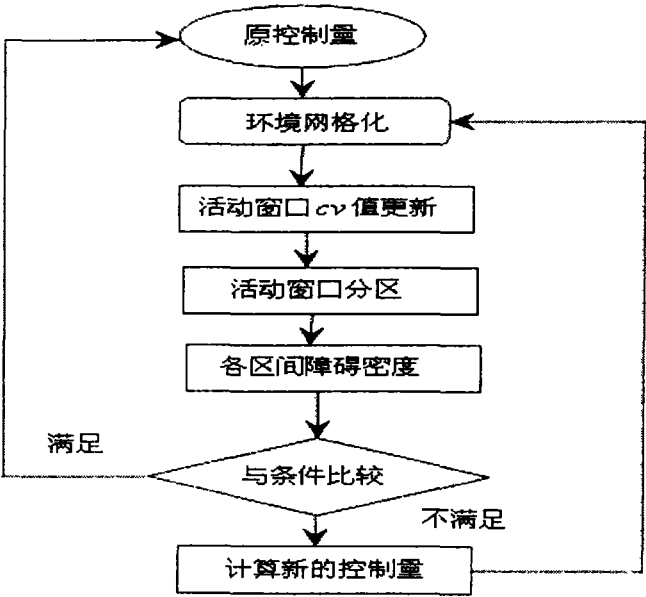 原控制量
环境网格化
活动窗口cv值更新
活动窗口分区
各区间障碍密度
满足
与条件比较
不满足
计算新的控制量